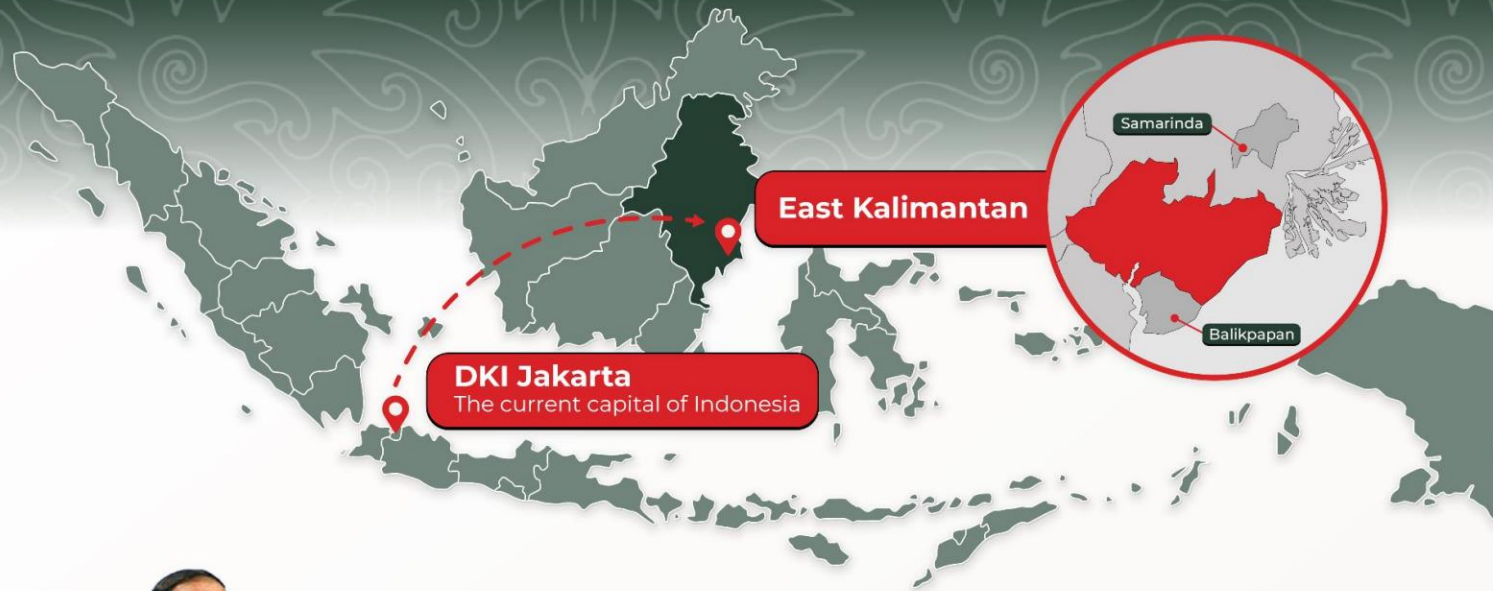 Samarinda
East Kalimantan
Balikpapan
DKI Jakarta
The current capital of Indonesia